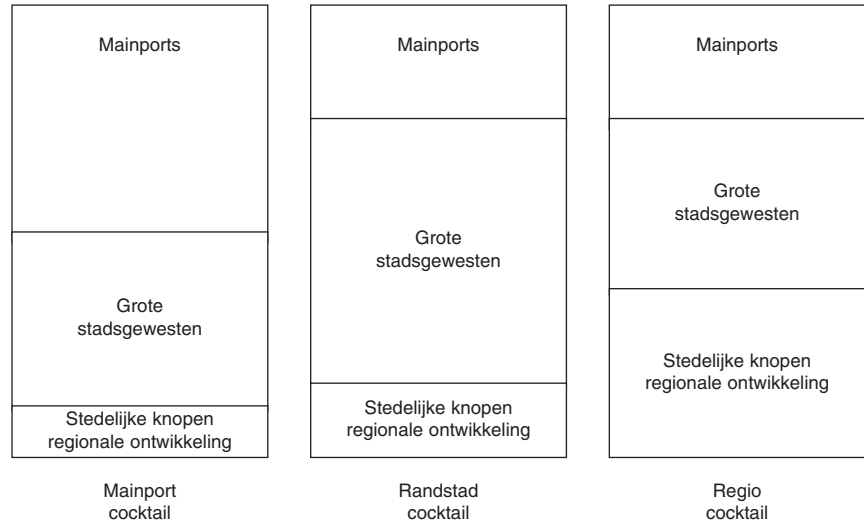 Mainports
Grote
stadsgewesten
Stedelijke knopen
regionale ontwikkeling
Mainport
cocktail
Mainports
Grote
stadsgewesten
Stedelijke knopen
regionale ontwikkeling
Randstad
cocktail
Mainports
Grote
stadsgewesten
Stedelijke knopen
regionale ontwikkeling
Regio
cocktail